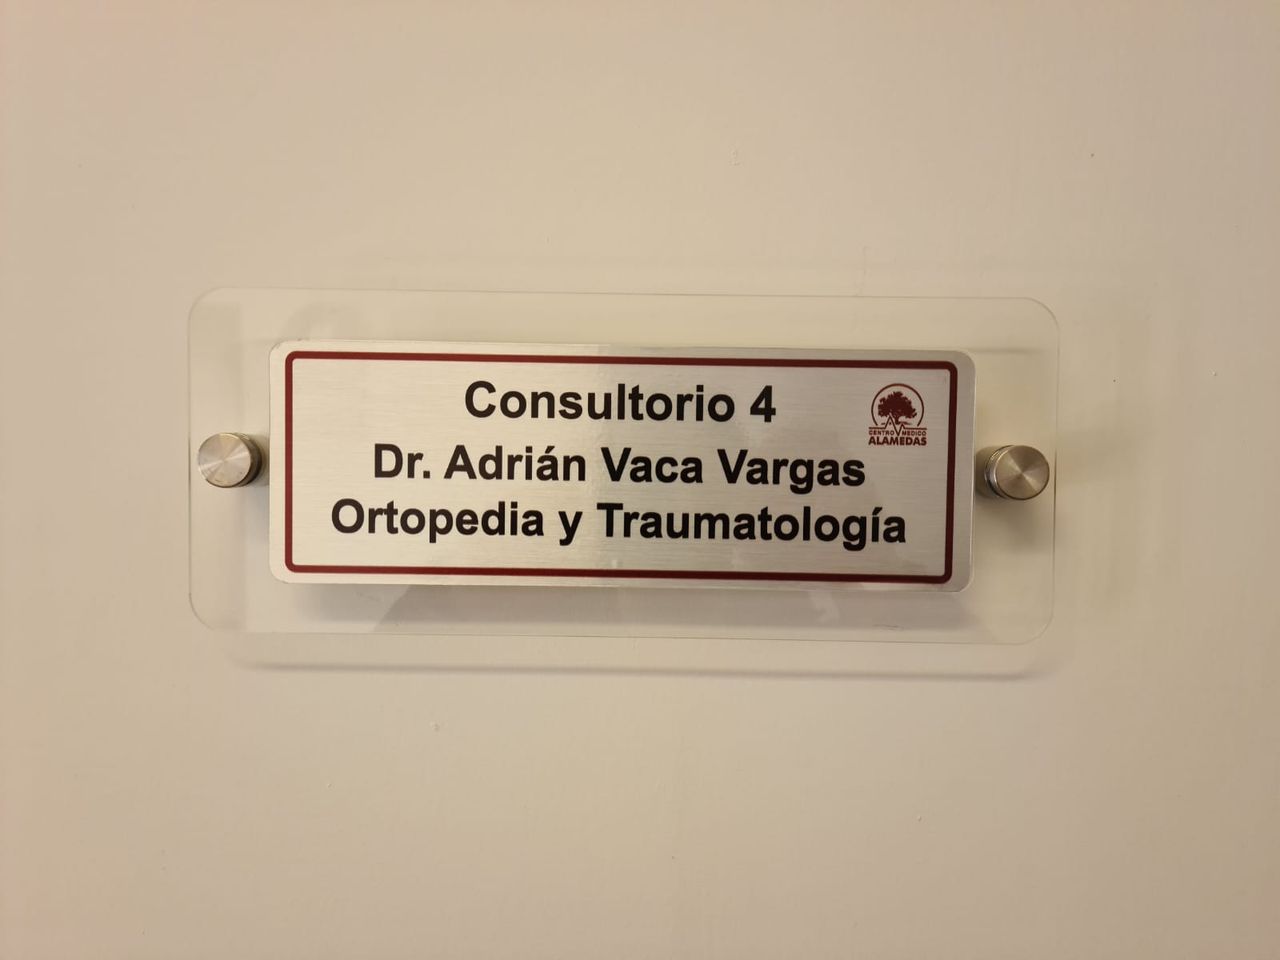 Consultorio 4
Dr. Adrián Vaca Vargas
Ortopedia y Traumatología
CENTRO MEDICO
ALAMEDAS